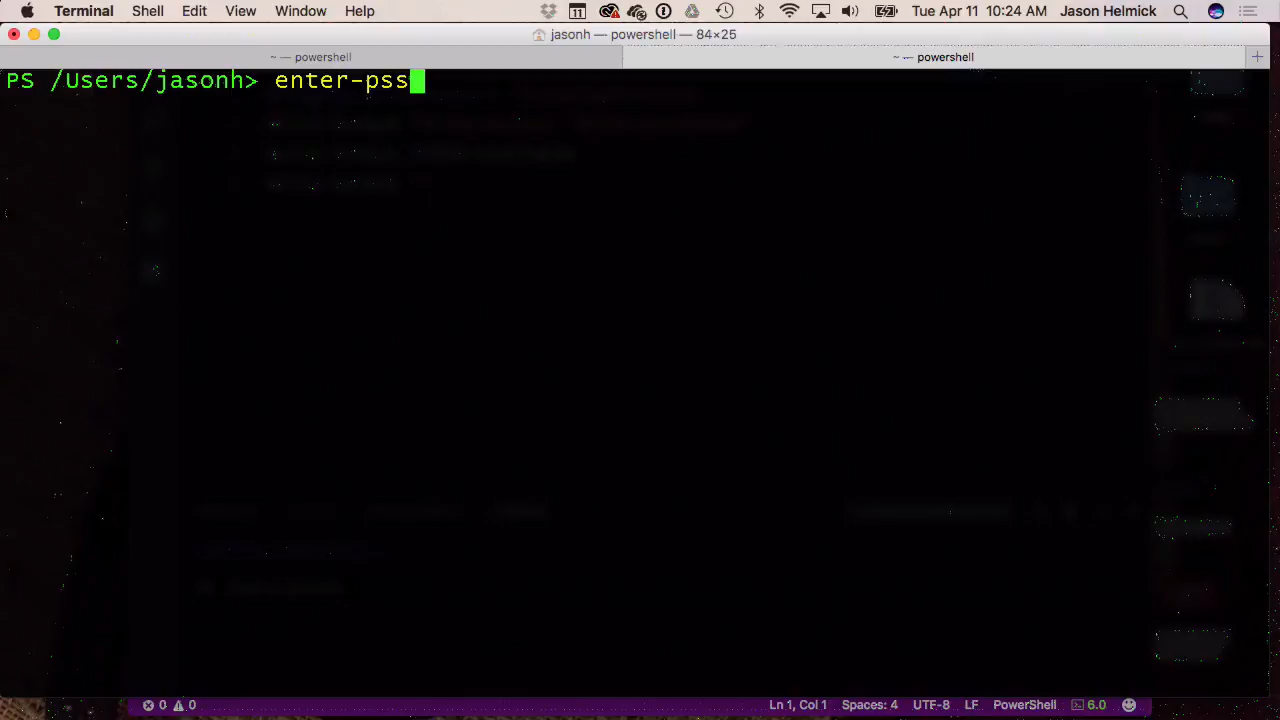 Terminal Shell Edit View Window Help 11 Tue Apr 11 10:24 AM Jason Helmick
jasonh — powershell — 84×25
~ — powershell ~ — powershell +
PS /Users/jasonh> enter-pss
0 0 Ln 1, Col 1 Spaces: 4 UTF-8 LF PowerShell 6.0